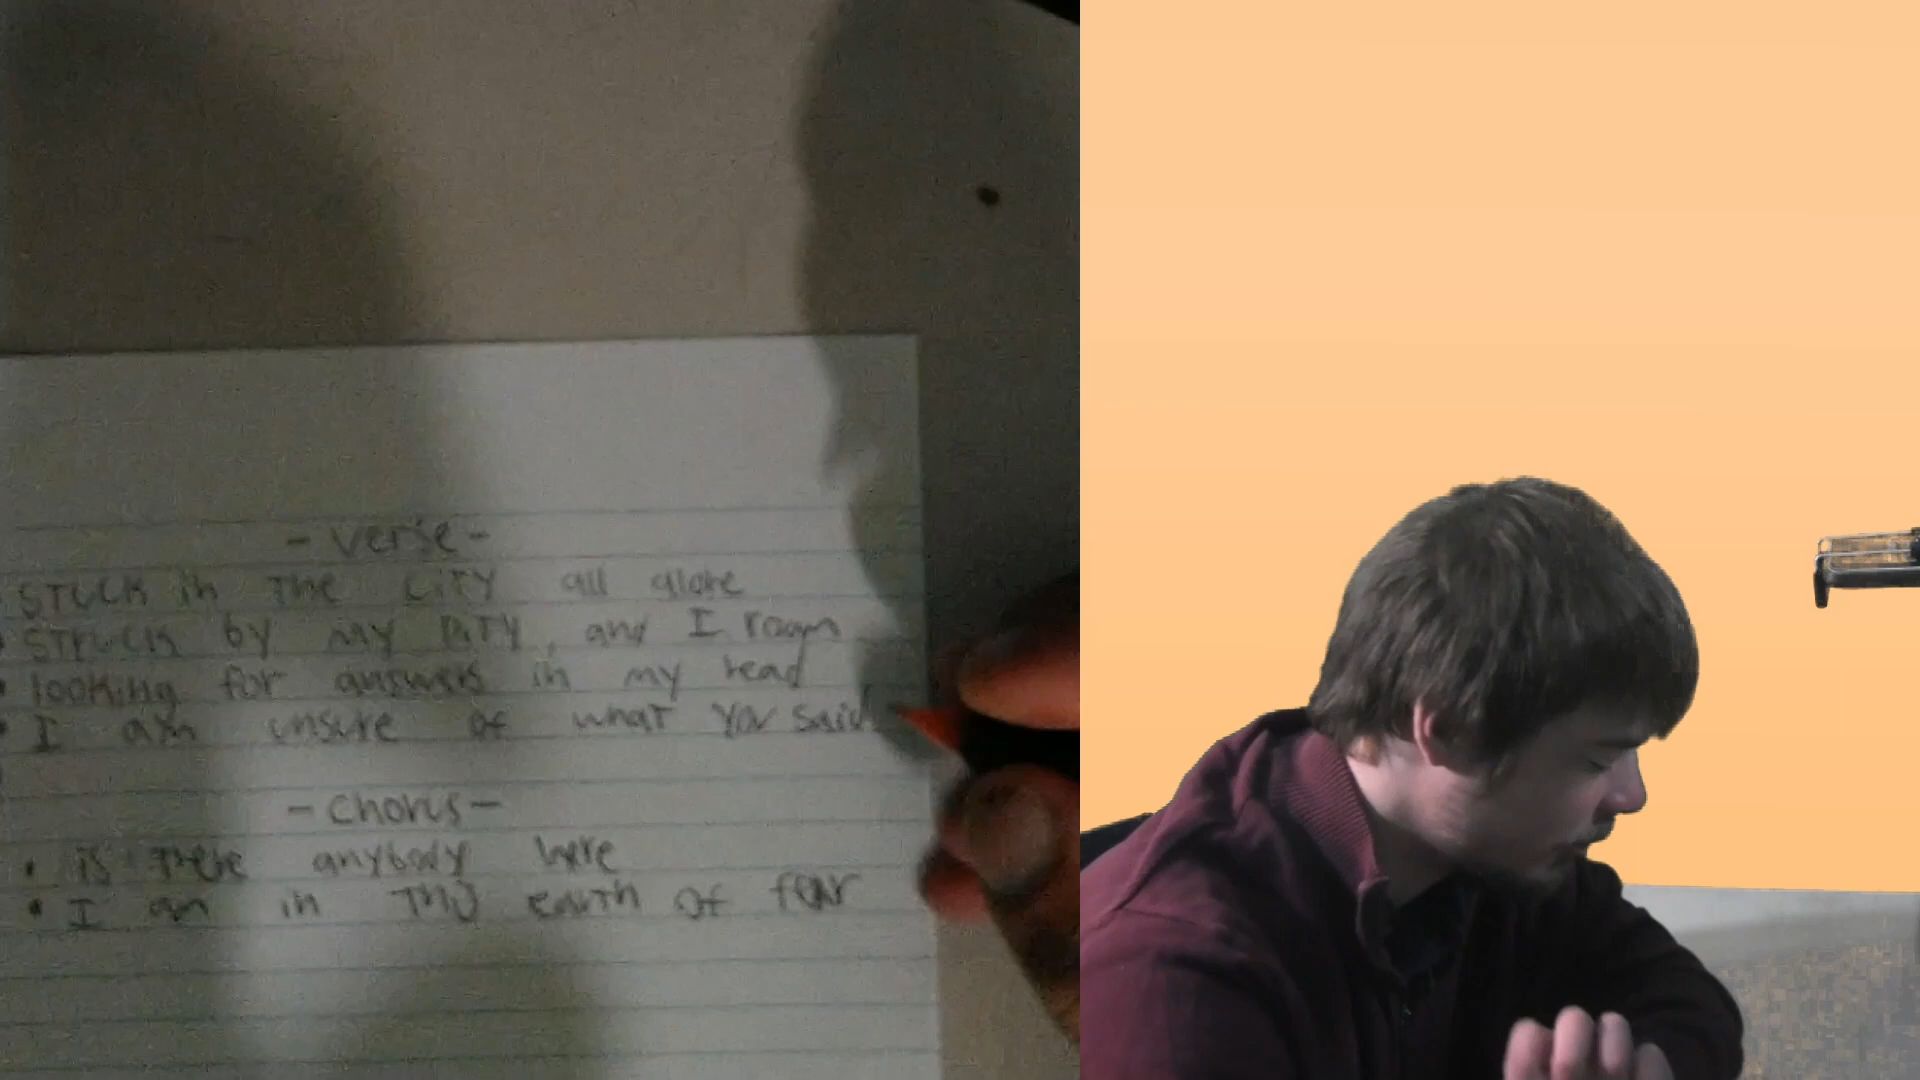 - Verse -
STUCK in THE CITY all alone
• STRUCK by my PITY, and I roam
• looking for answers in my head
• I am unsure of what you said
- Chorus -
• is THERE anybody here
• I am in THIS earth of fear